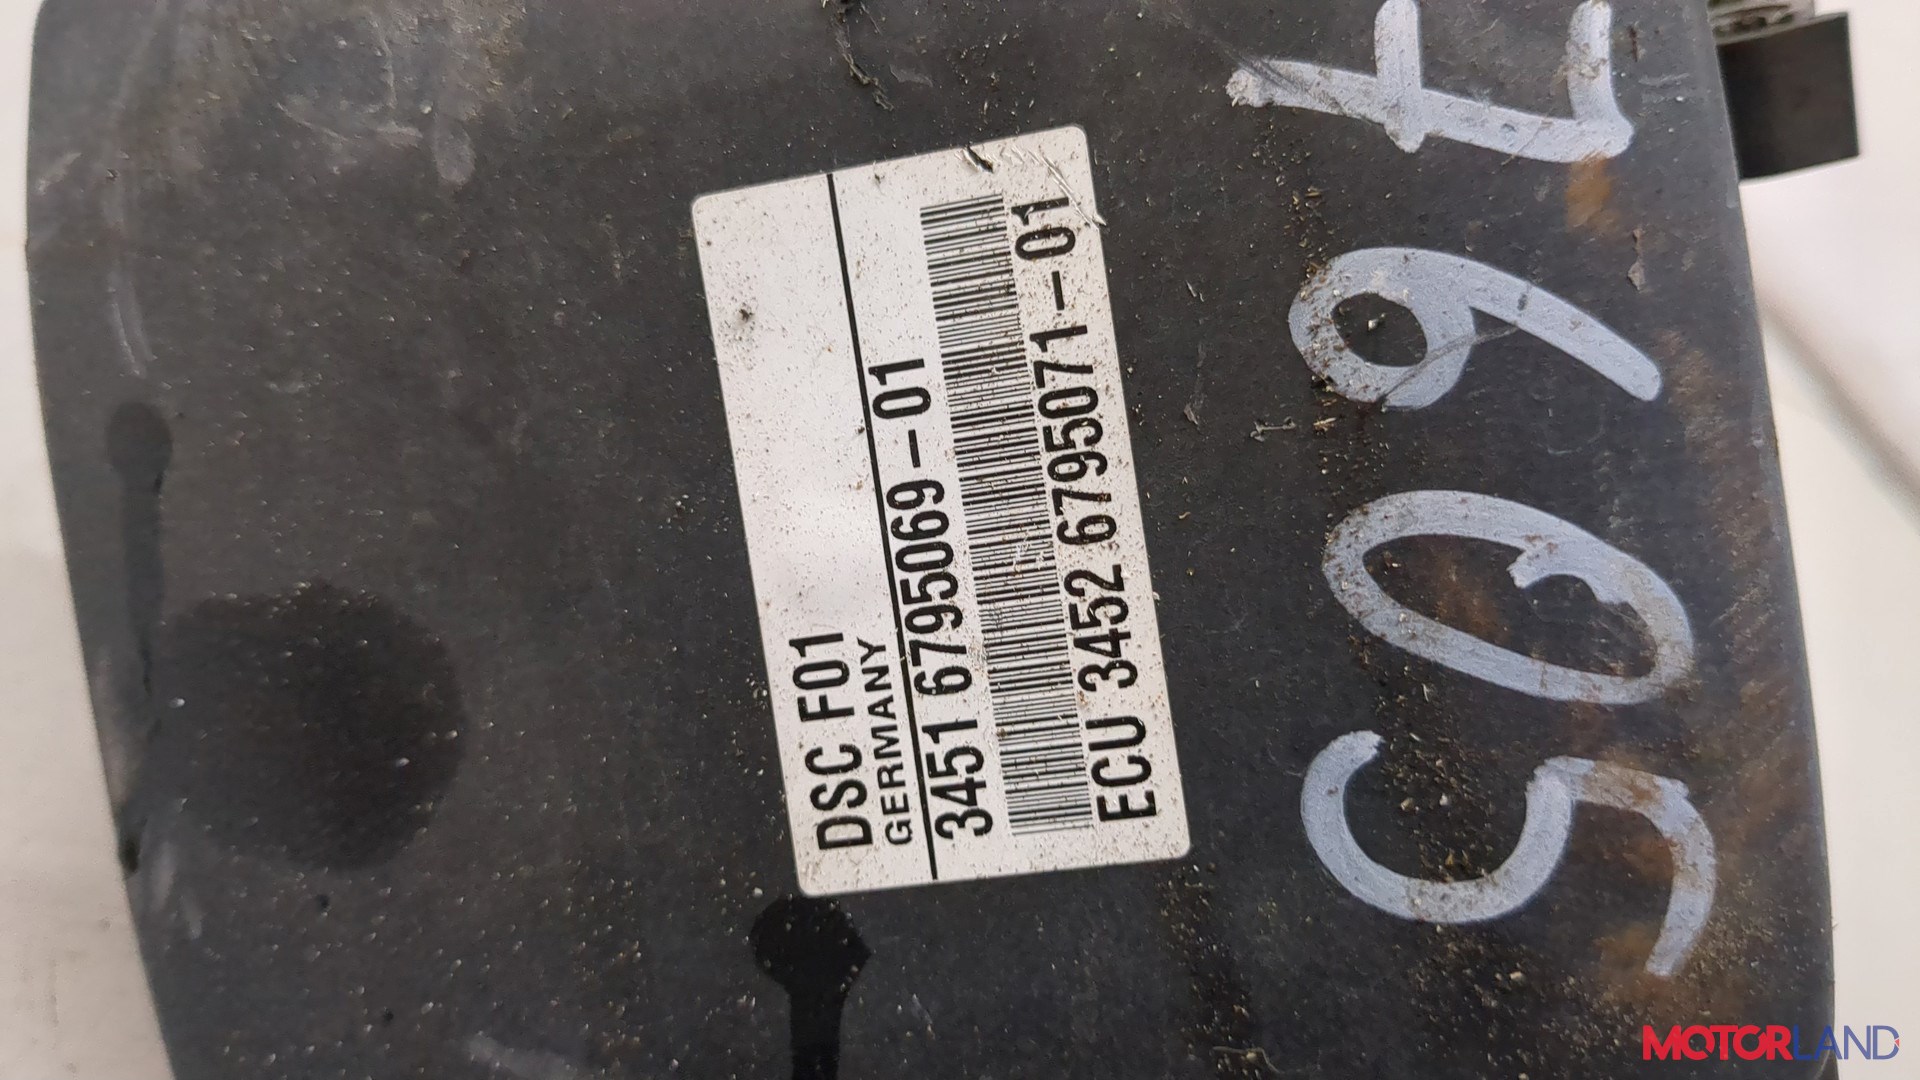 DSC F01
GERMANY
3451 6795069-01
ECU 3452 6795071-01
5097
MOTORLAND